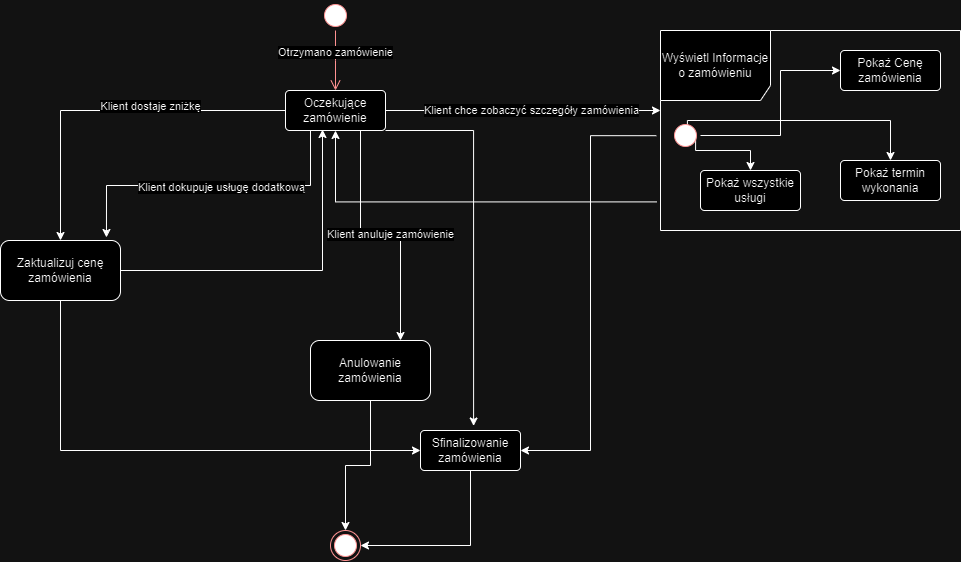 Otrzymano zamówienie
Wyświetl Informacje
o zamówieniu
Pokaż Cenę
zamówienia
Oczekujące
zamówienie
Klient dostaje zniżkę
Klient chce zobaczyć szczegóły zamówienia
Pokaż wszystkie
usługi
Pokaż termin
wykonania
Klient dokupuje usługę dodatkową
Klient anuluje zamówienie
Zaktualizuj cenę
zamówienia
Anulowanie
zamówienia
Sfinalizowanie
zamówienia